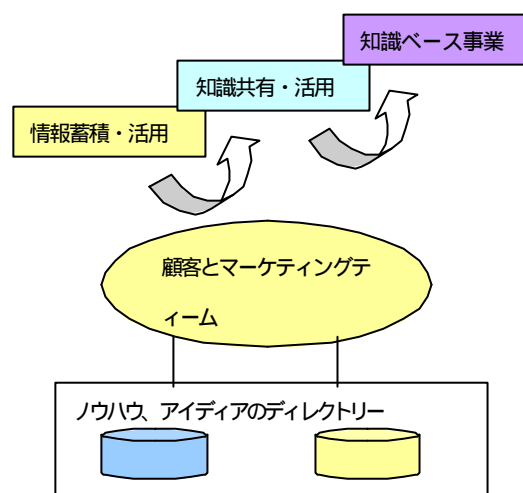 知識ベース事業
知識共有・活用
情報蓄積・活用
顧客とマーケティングテ
ィーム
ノウハウ、アイディアのディレクトリー